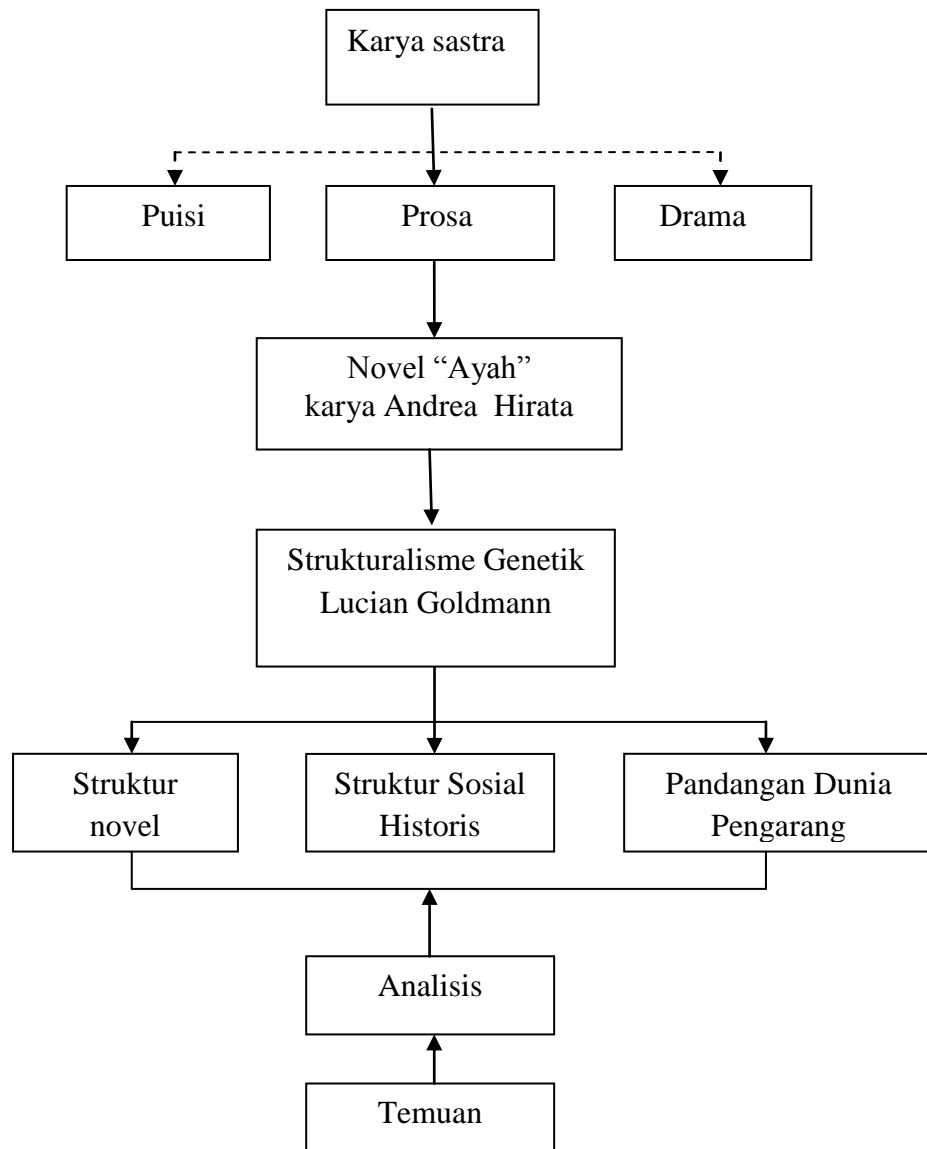 Karya sastra
Puisi
Prosa
Drama
Novel “Ayah”
karya Andrea Hirata
Strukturalisme Genetik
Lucian Goldmann
Struktur
novel
Struktur Sosial
Historis
Pandangan Dunia
Pengarang
Analisis
Temuan